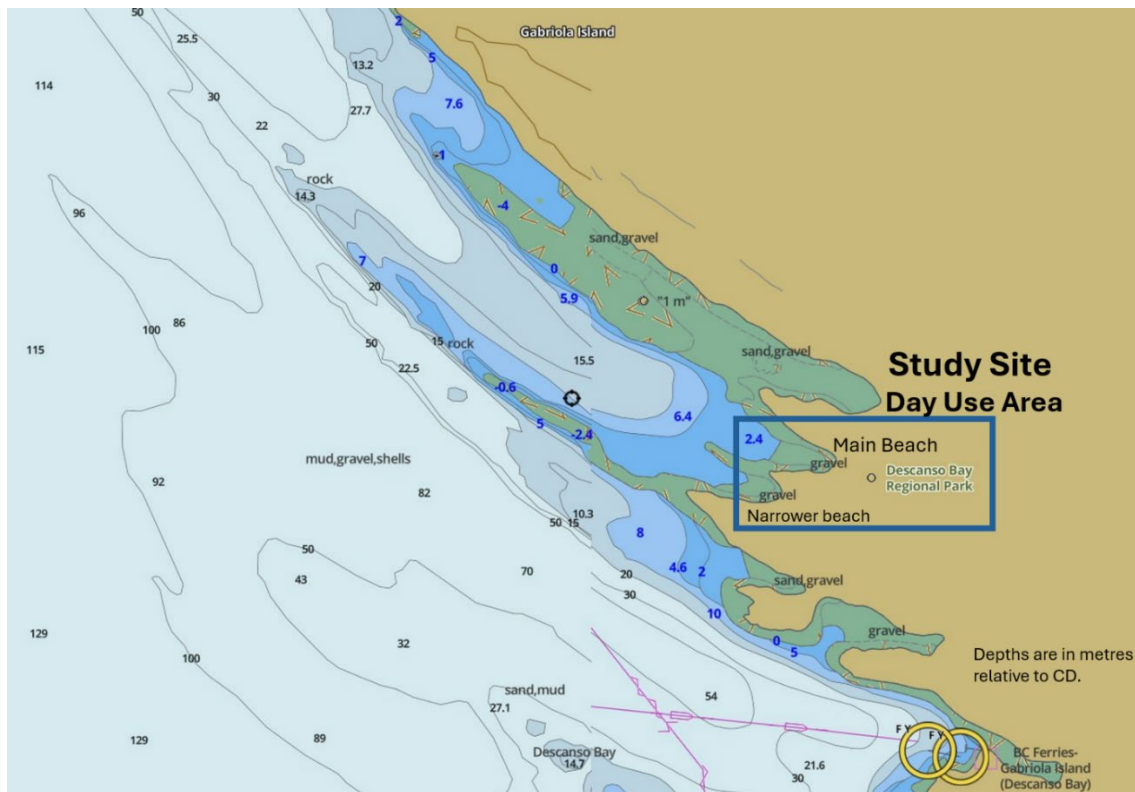 50
2
25.5
Gabriola Island
5
13.2
114
7.6
30
27.7
22
-1
rock
14.3
-4
96
sand,gravel
7
0
20
5.9
"1 m"
86
100
15
rock
50
115
15.5
sand,gravel
Study Site
22.5
-0.6
Day Use Area
6.4
5
-2.4
2.4
Main Beach
mud,gravel,shells
gravel
Descanso Bay
Regional Park
92
82
gravel
10.3
Narrower beach
50
15
8
50
70
4.6
2
20
43
sand,gravel
30
10
129
32
0
gravel
5
100
Depths are in metres
relative to CD.
sand,mud
54
27.1
F Y
F Y
129
89
Descanso Bay
14.7
21.6
30
BC Ferries-
Gabriola Island
(Descanso Bay)